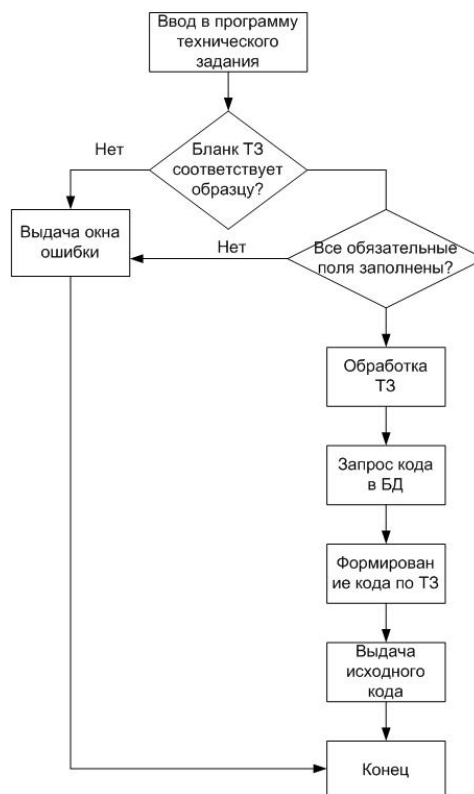 Ввод в программу
технического
задания
Нет
Бланк ТЗ
соответствует
образцу?
Выдача окна
ошибки
Нет
Все обязательные
поля заполнены?
Обработка
ТЗ
Запрос кода
в БД
Формирован
ие кода по ТЗ
Выдача
исходного
кода
Конец